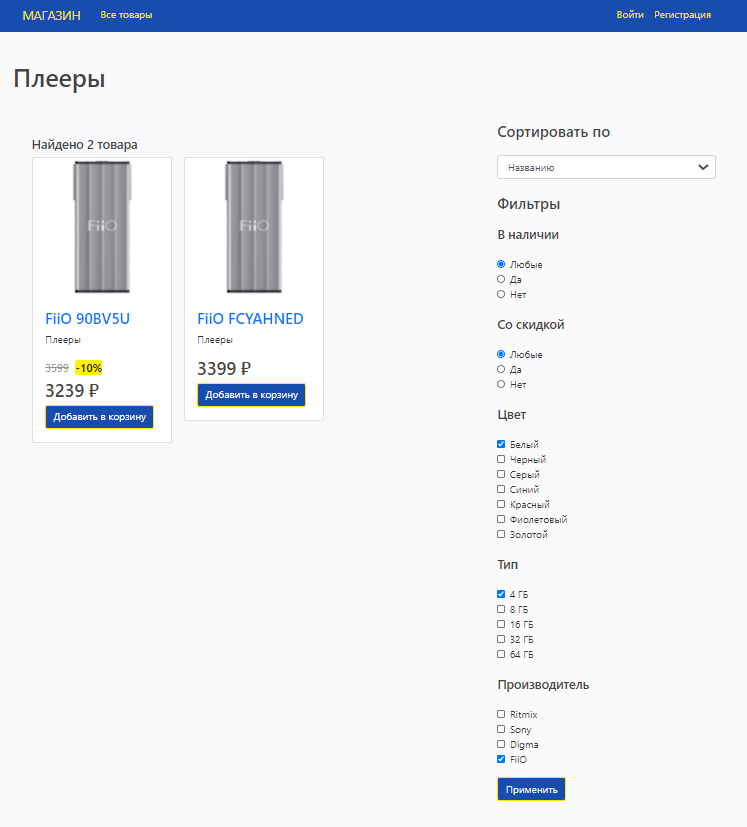 МАГАЗИН Все товары Войти Регистрация
Плееры
Найдено 2 товара
FiiO
FiiO 90BV5U
Плееры
3599 -10%
3239 ₽
Добавить в корзину
FiiO
FiiO FCYAHNED
Плееры
3399 ₽
Добавить в корзину
Сортировать по
Названию
Фильтры
В наличии
Любые
Да
Нет
Со скидкой
Любые
Да
Нет
Цвет
Белый
Черный
Серый
Синий
Красный
Фиолетовый
Золотой
Тип
4 ГБ
8 ГБ
16 ГБ
32 ГБ
64 ГБ
Производитель
Ritmix
Sony
Digma
FiiO
Применить